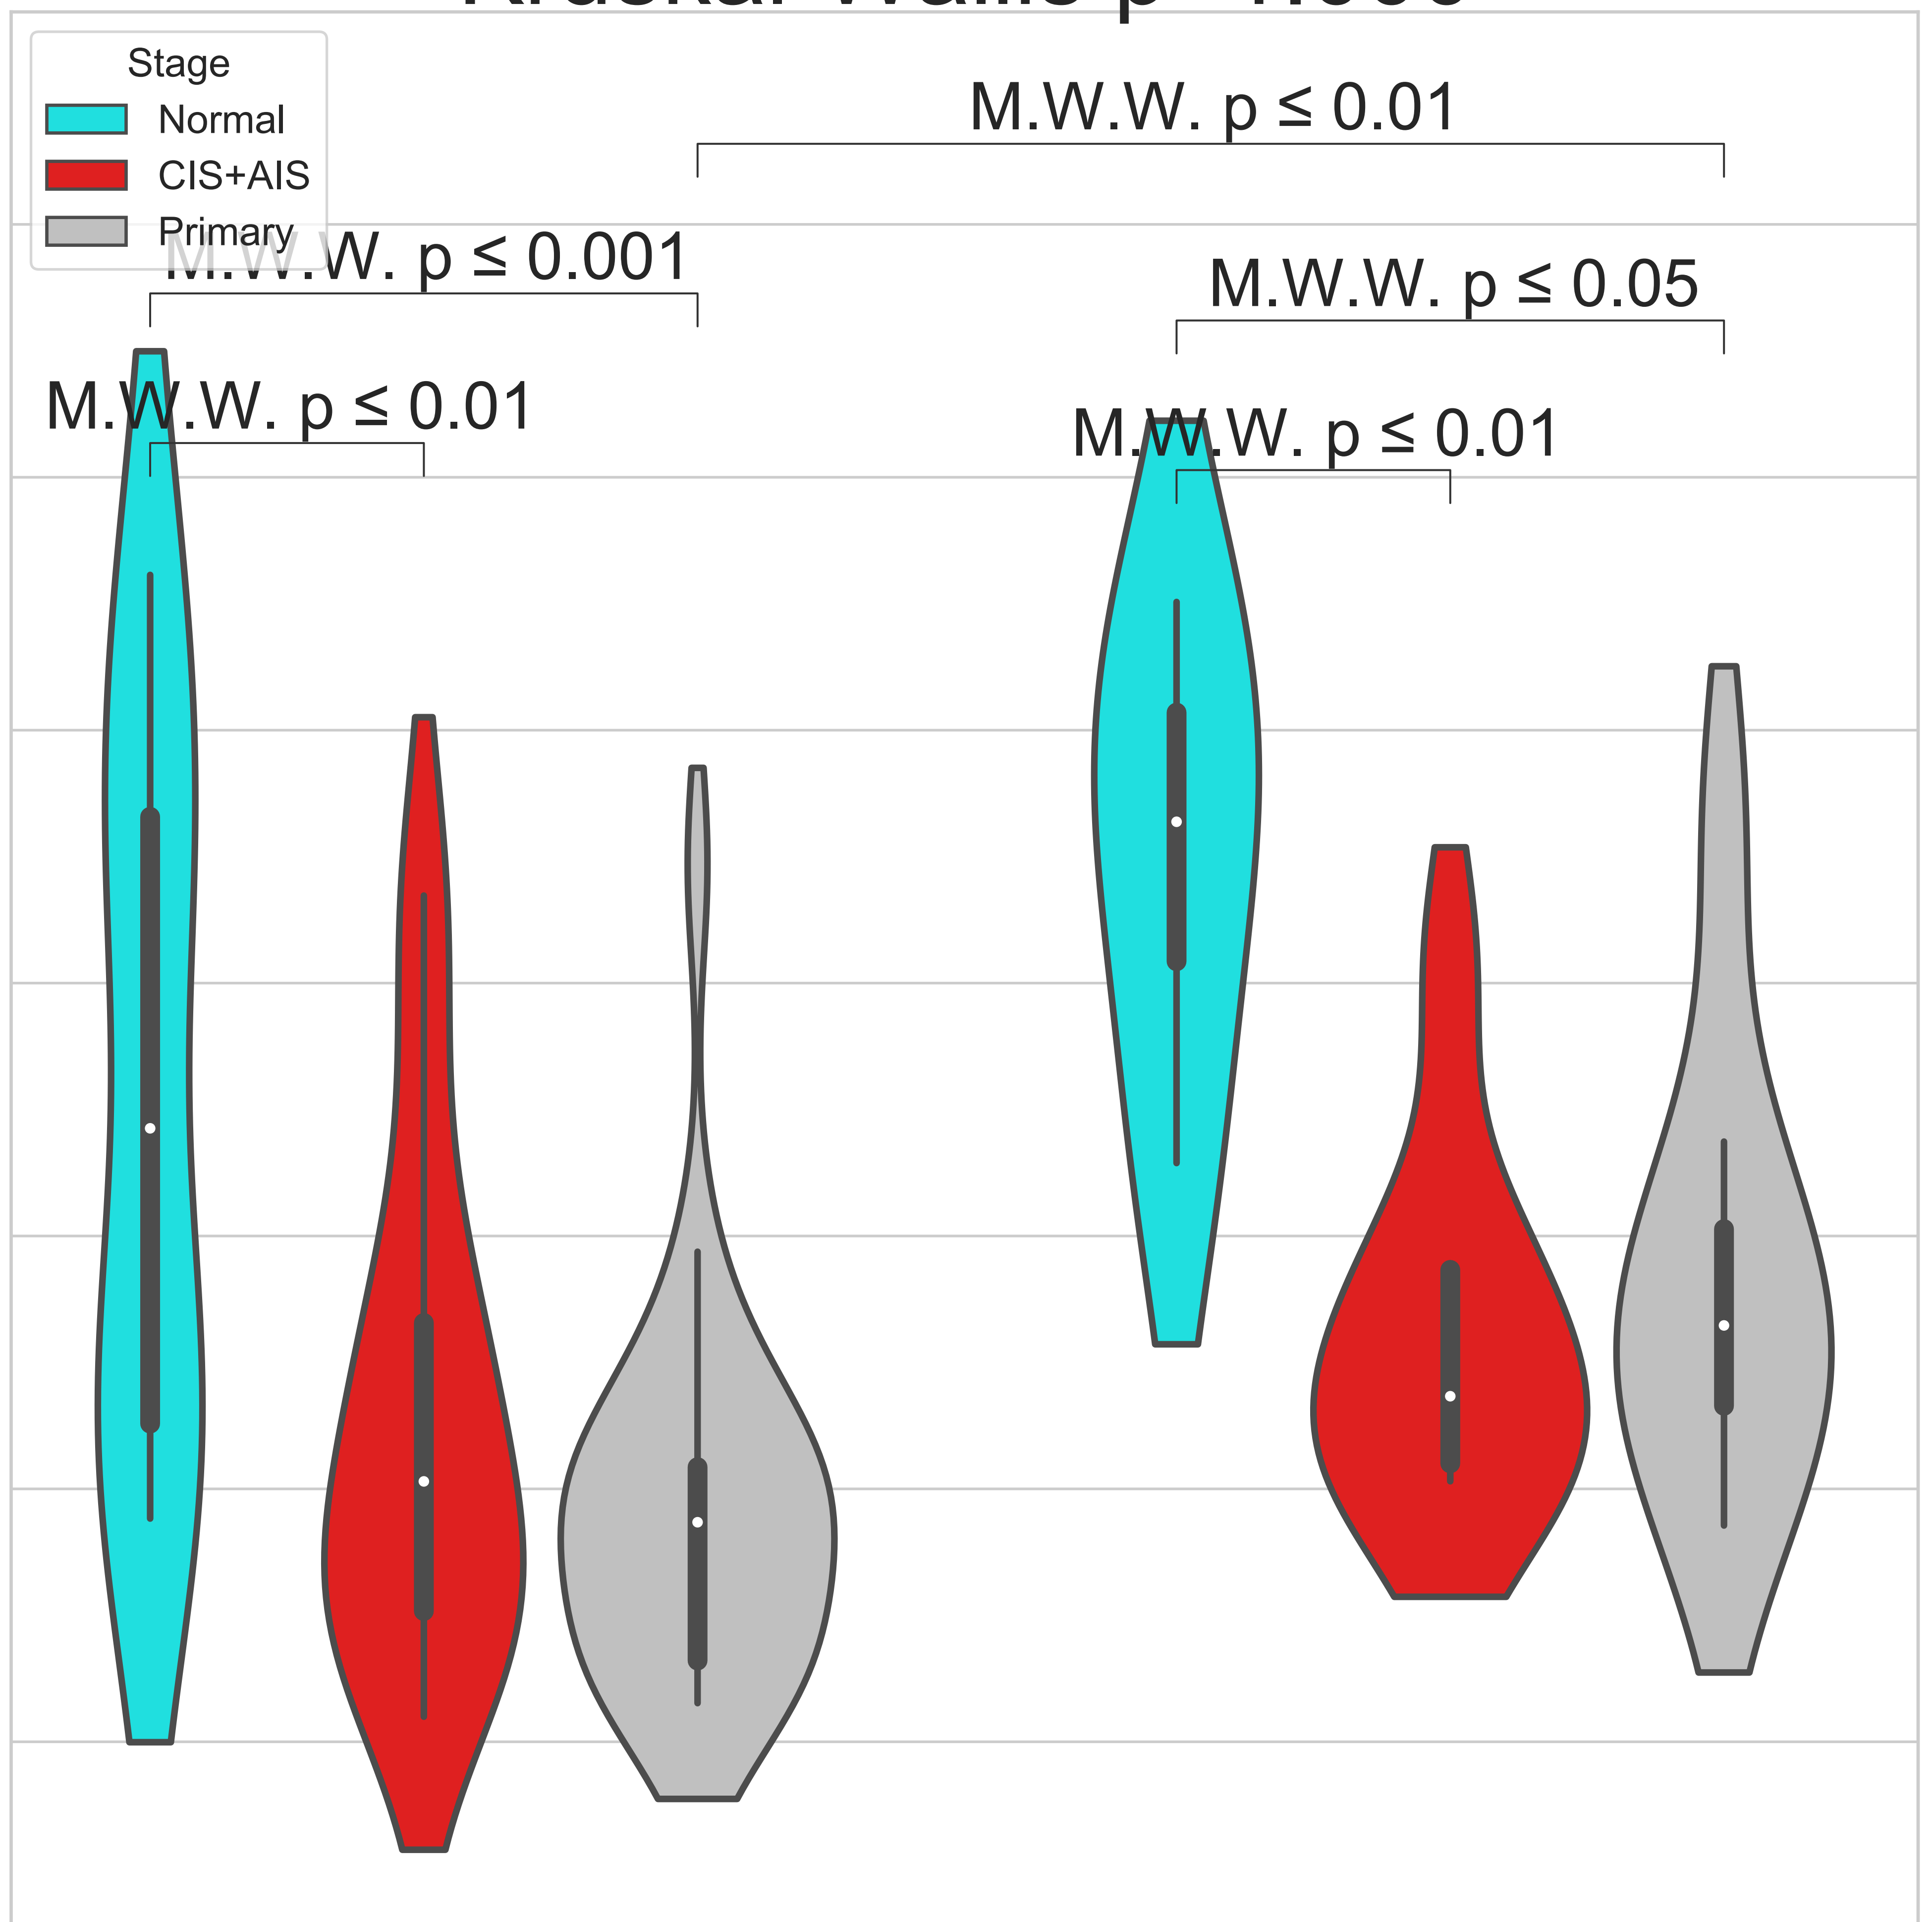 Stage
Normal
CIS+AIS
Primary
M.W.W. p ≤ 0.01
M.W.W. p ≤ 0.001
M.W.W. p ≤ 0.05
M.W.W. p ≤ 0.01
M.W.W. p ≤ 0.01